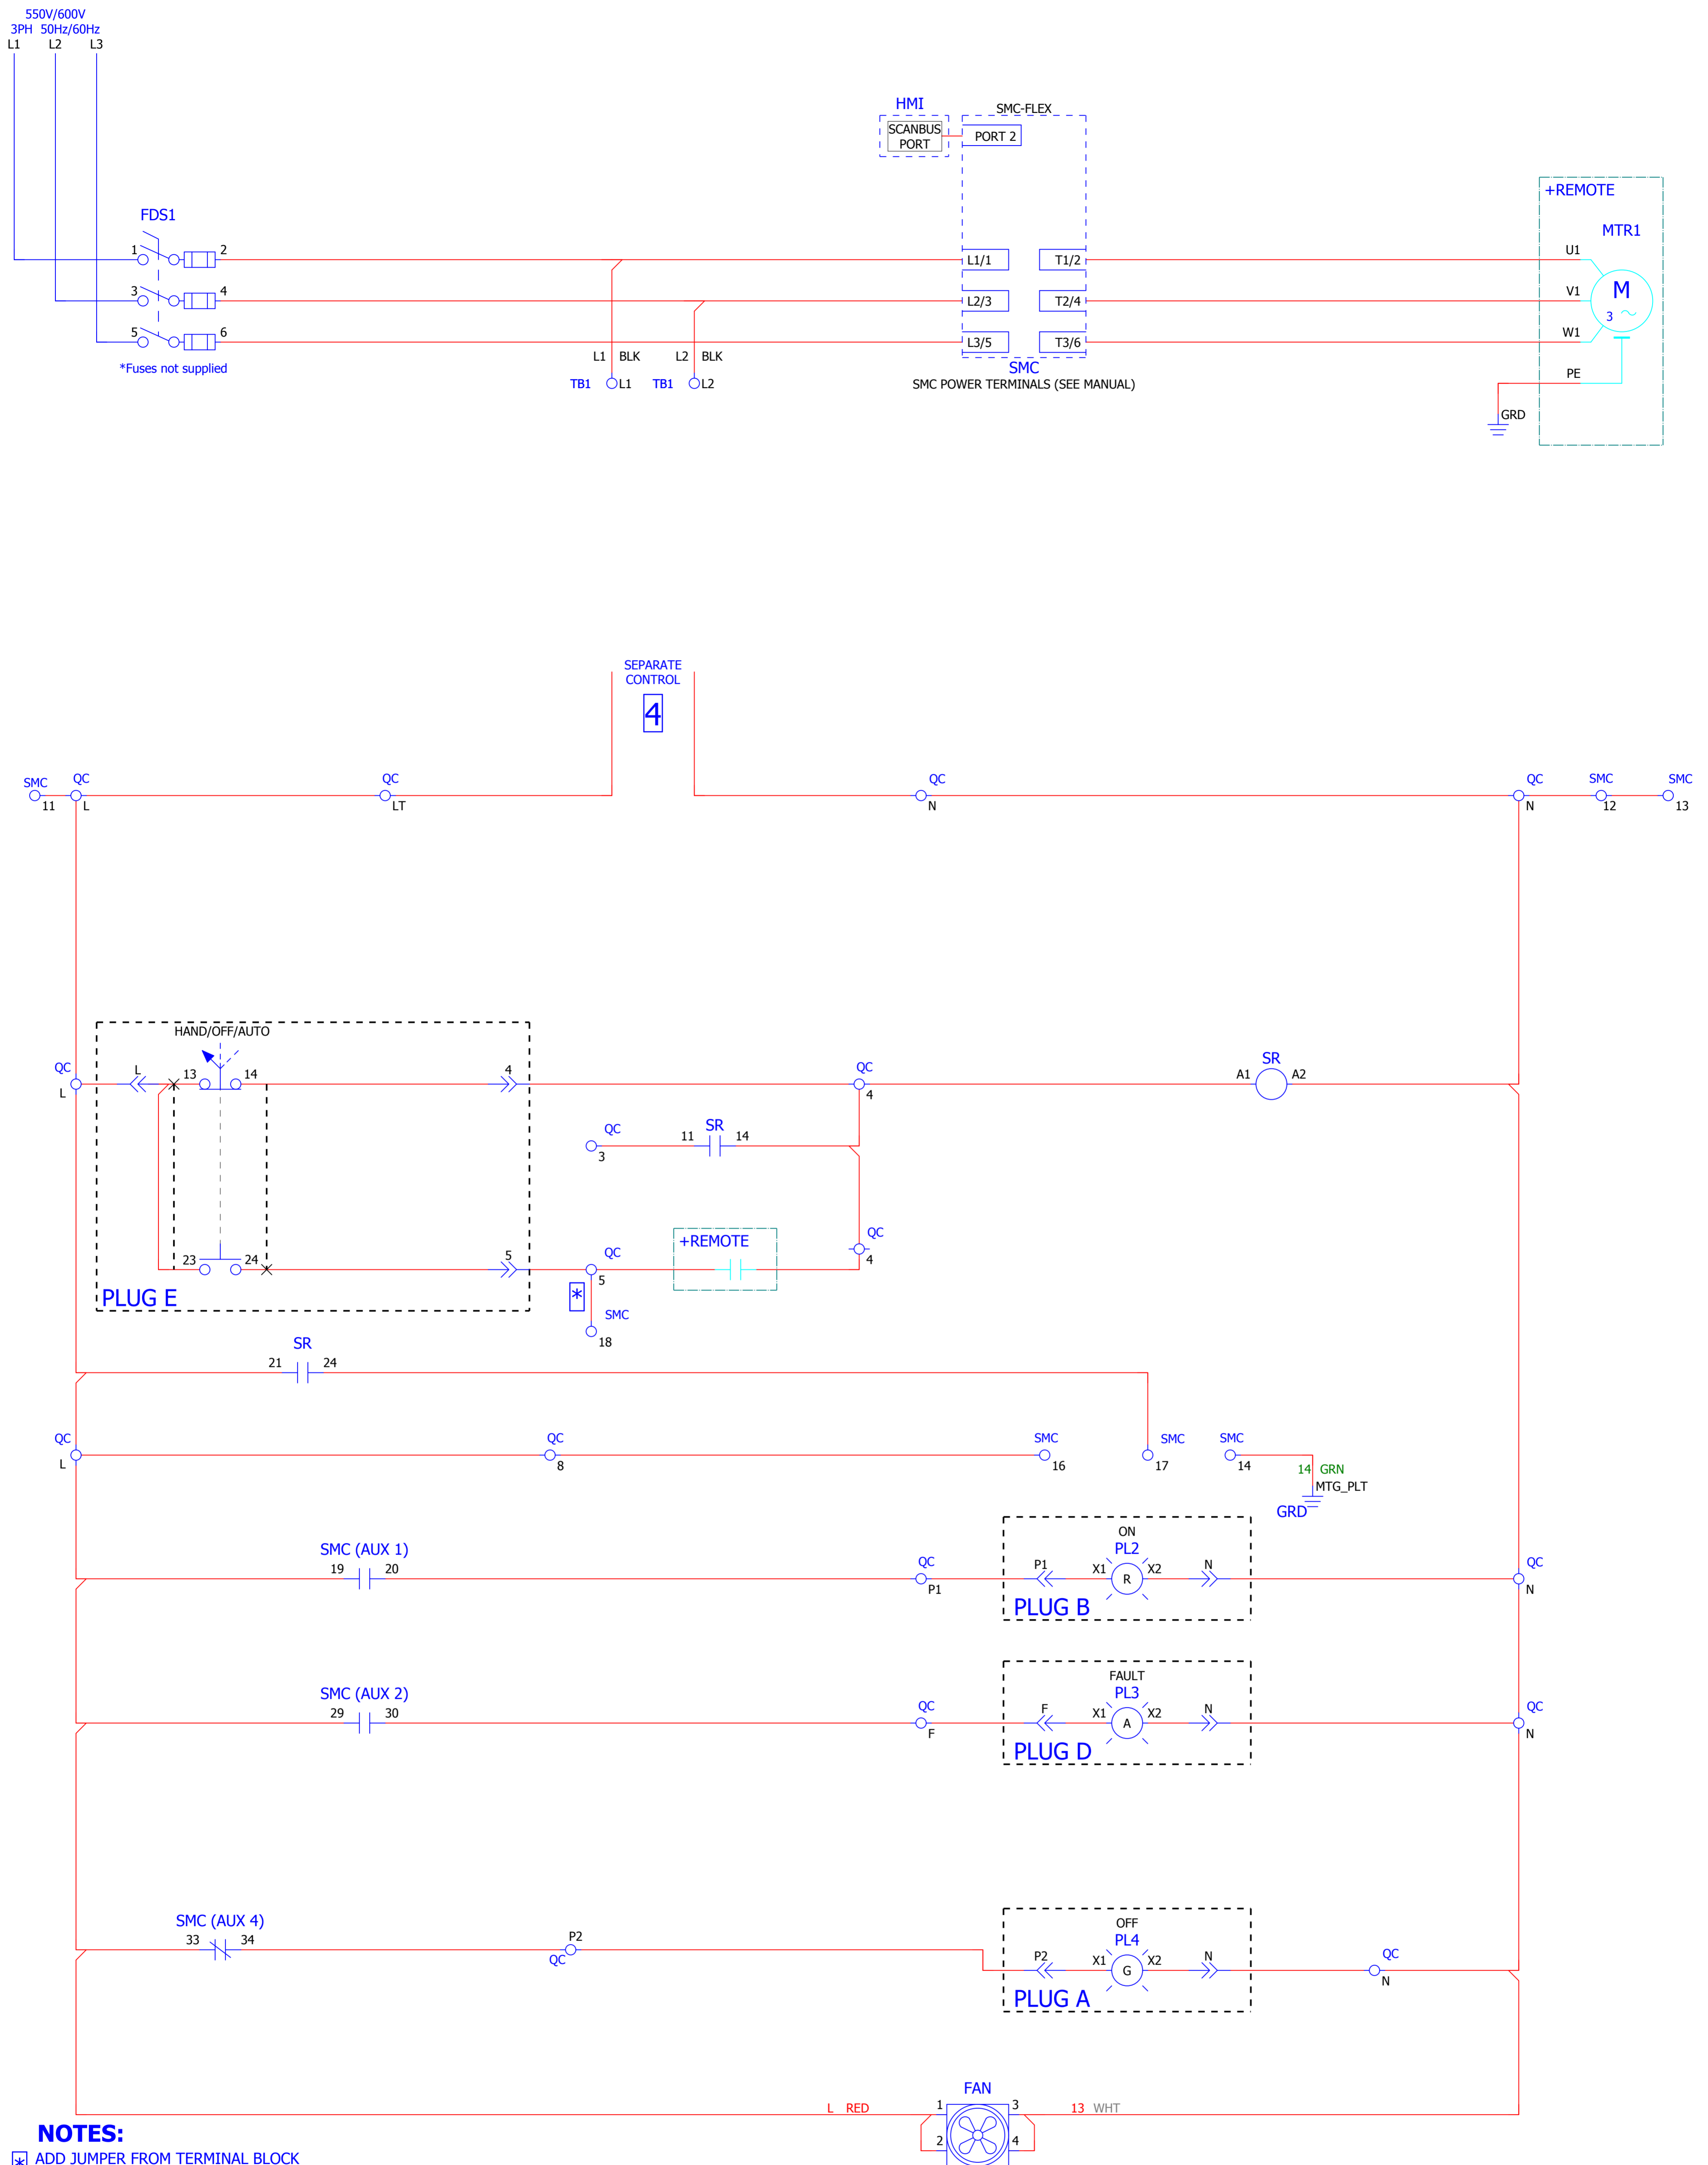 550V/600V
3PH 50Hz/60Hz
L1 L2 L3
HMI
SCANBUS
PORT
SMC-FLEX
PORT 2
+REMOTE
MTR1
FDS1
1 2
3 4
5 6
*Fuses not supplied
L1/1 T1/2
L2/3 T2/4
L3/5 T3/6
U1
V1
W1
M
3
PE
GRD
L1 BLK L2 BLK
TB1 L1 TB1 L2
SMC
SMC POWER TERMINALS (SEE MANUAL)
SEPARATE
CONTROL
4
SMC QC QC QC QC SMC SMC
11 L LT N N 12 13
HAND/OFF/AUTO
QC L 13 14 4 QC SR
L 4 A1 A2
QC 11 SR 14
3
+REMOTE QC
4
23 24 5 QC
5
*
PLUG E
SMC
18
SR
21 24
QC QC SMC SMC SMC
L 8 16 17 14
14 GRN
MTG_PLT
GRD
ON
SMC (AUX 1) PL2
19 20 QC P1 X1 R X2 N QC
P1 N
PLUG B
FAULT
SMC (AUX 2) PL3
29 30 QC F X1 A X2 N QC
F N
PLUG D
SMC (AUX 4) OFF
33 34 P2 PL4
QC P2 X1 G X2 N QC
N
PLUG A
FAN
L RED 1 3 13 WHT
2 4
NOTES:
* ADD JUMPER FROM TERMINAL BLOCK